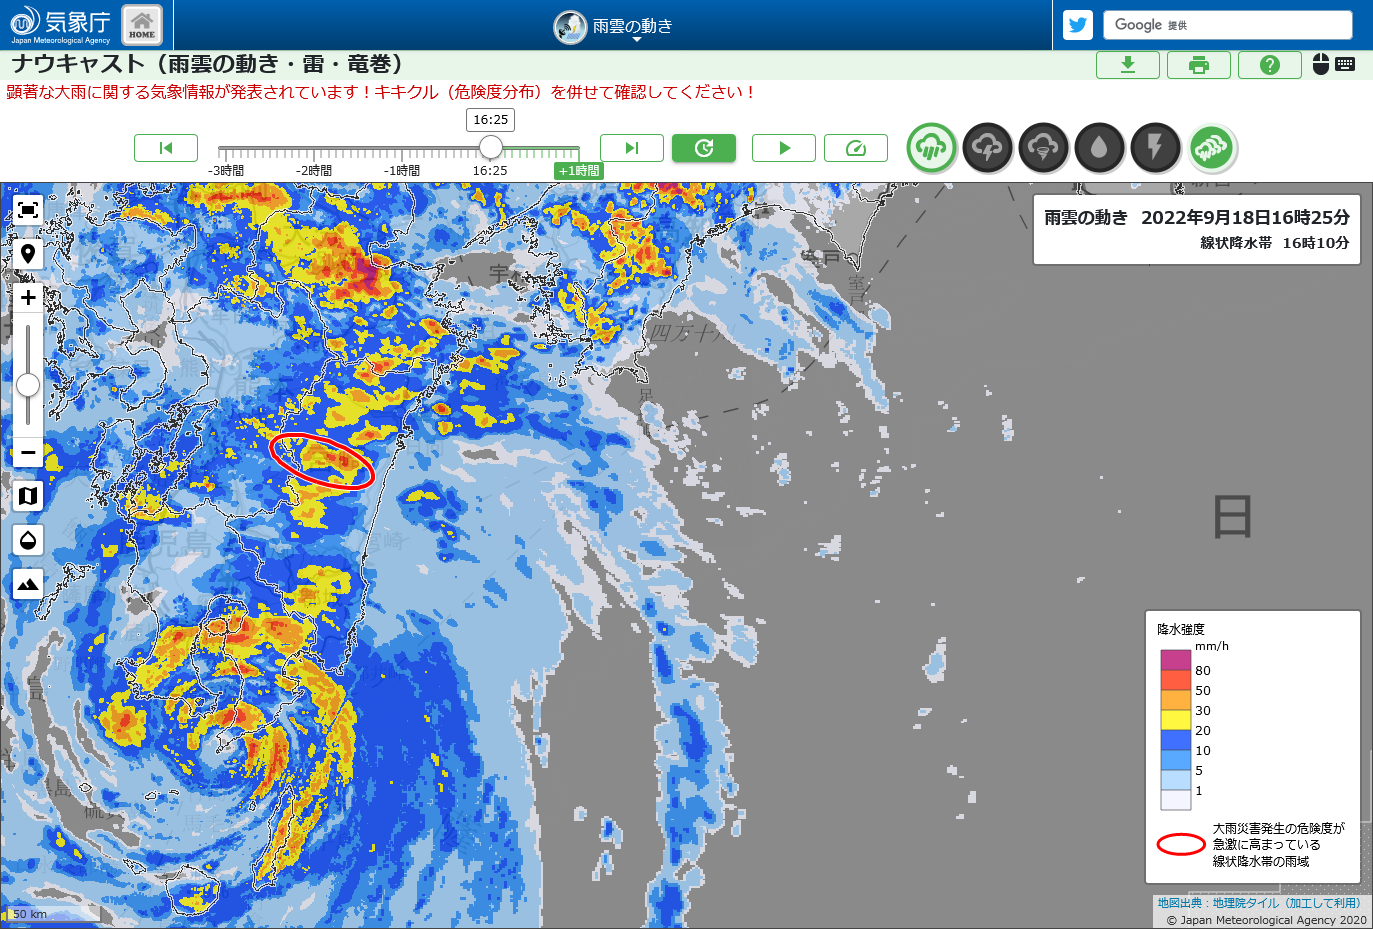 気象庁
Japan Meteorological Agency
HOME
雨雲の動き
Google 提供
ナウキャスト（雨雲の動き・雷・竜巻）
顕著な大雨に関する気象情報が発表されています！キキクル（危険度分布）を併せて確認してください！
16:25
-3時間
-2時間
-1時間
16:25
+1時間
雨雲の動き 2022年9月18日16時25分
線状降水帯 16時10分
四万十川
室戸
足
児島
宮崎
日
降水強度
mm/h
80
50
30
20
10
5
1
大雨災害発生の危険度が
急激に高まっている
線状降水帯の雨域
50 km
地図出典：地理院タイル（加工して利用）
© Japan Meteorological Agency 2020